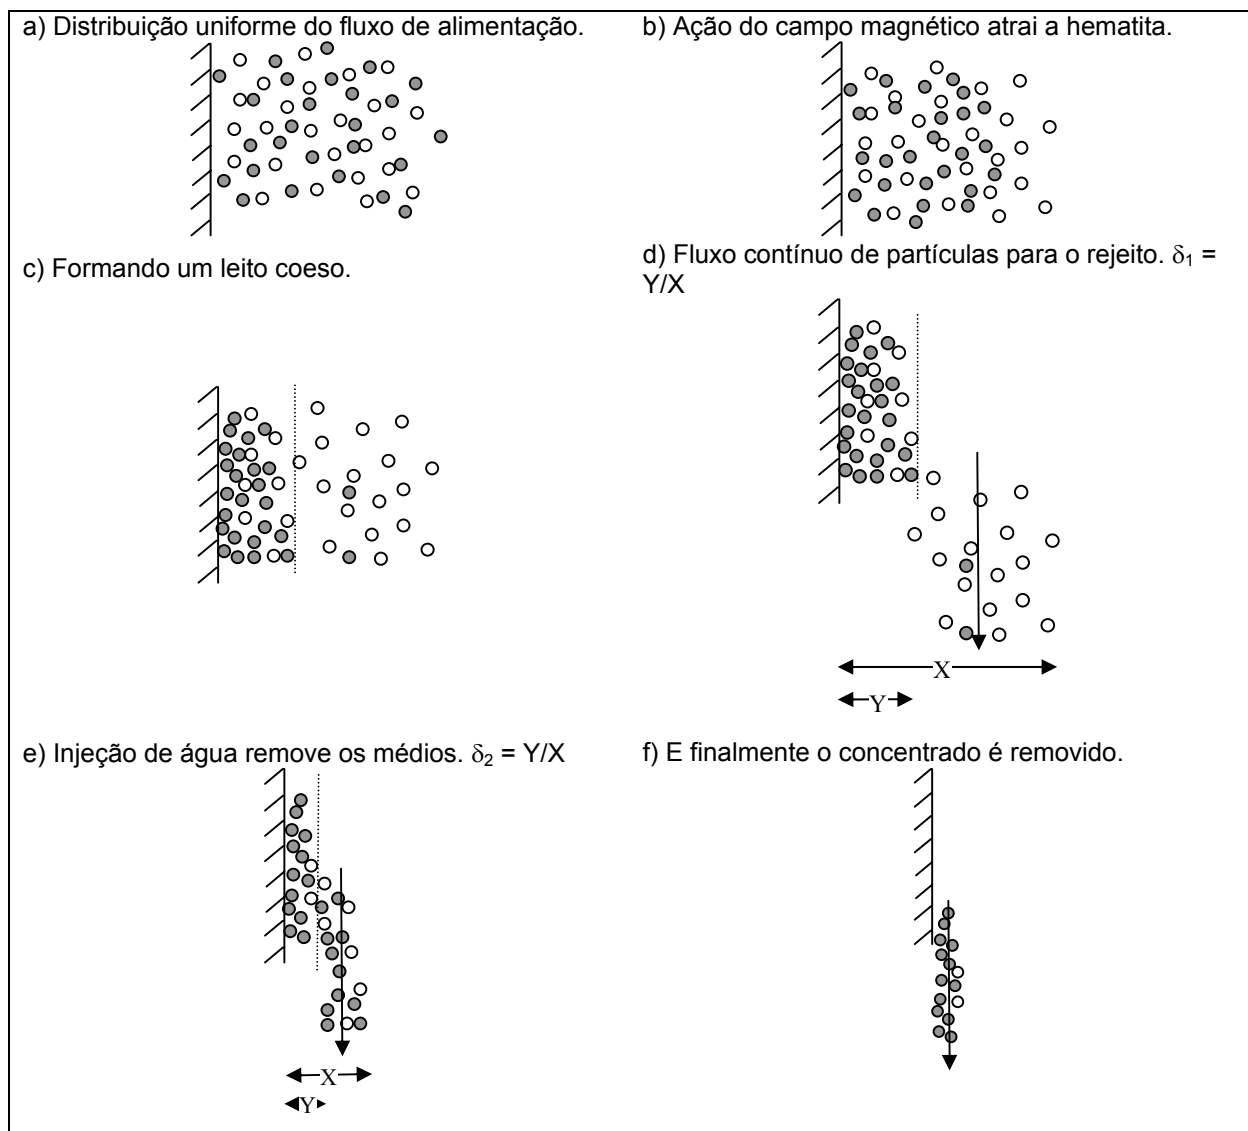 a) Distribuição uniforme do fluxo de alimentação.
b) Ação do campo magnético atrai a hematita.
c) Formando um leito coeso.
d) Fluxo contínuo de partículas para o rejeito. δ₁ =
Y/X
X
Y
e) Injeção de água remove os médios. δ₂ = Y/X
X
Y
f) E finalmente o concentrado é removido.